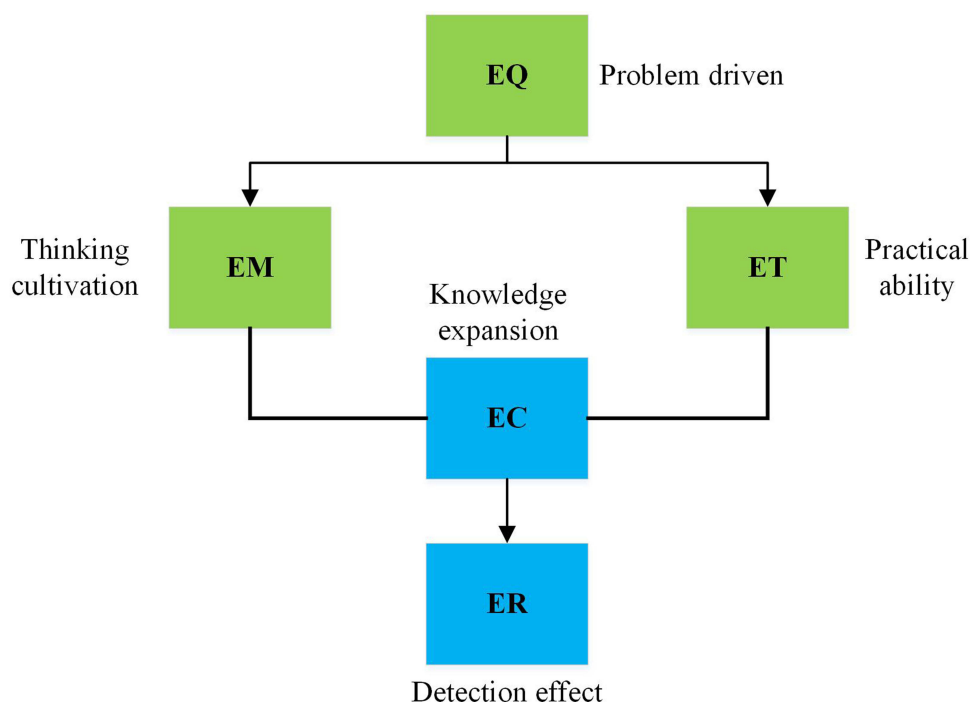 EQ
Problem driven
Thinking
cultivation
EM
ET
Practical
ability
Knowledge
expansion
EC
ER
Detection effect